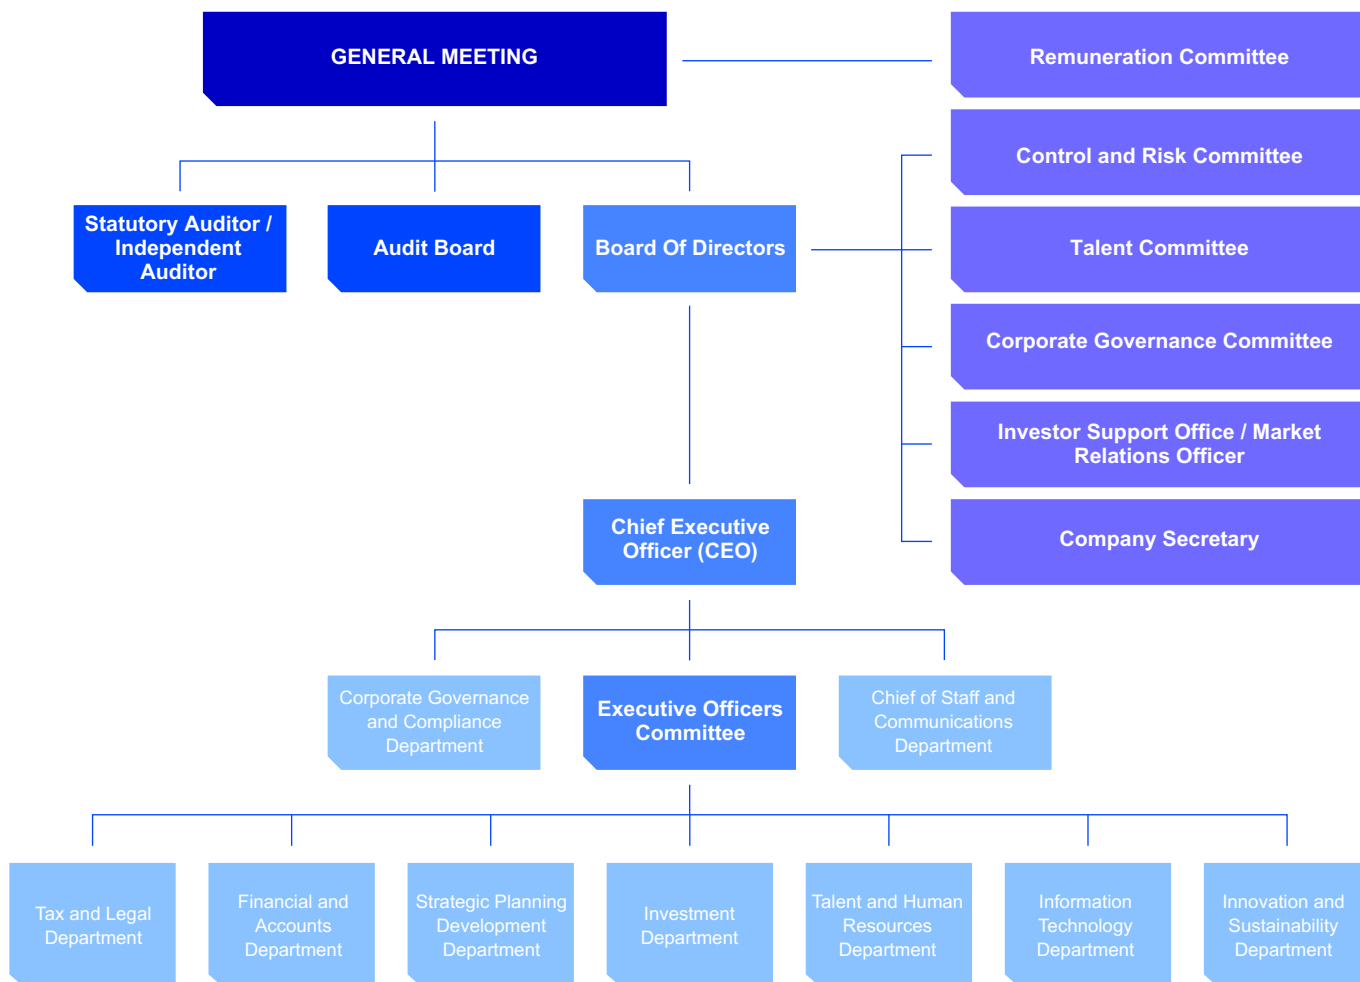 GENERAL MEETING
Remuneration Committee
Control and Risk Committee
Statutory Auditor /
Independent
Auditor
Audit Board
Board Of Directors
Talent Committee
Corporate Governance Committee
Investor Support Office / Market
Relations Officer
Chief Executive
Officer (CEO)
Company Secretary
Corporate Governance
and Compliance
Department
Executive Officers
Committee
Chief of Staff and
Communications
Department
Tax and Legal
Department
Financial and
Accounts
Department
Strategic Planning
Development
Department
Investment
Department
Talent and Human
Resources
Department
Information
Technology
Department
Innovation and
Sustainability
Department